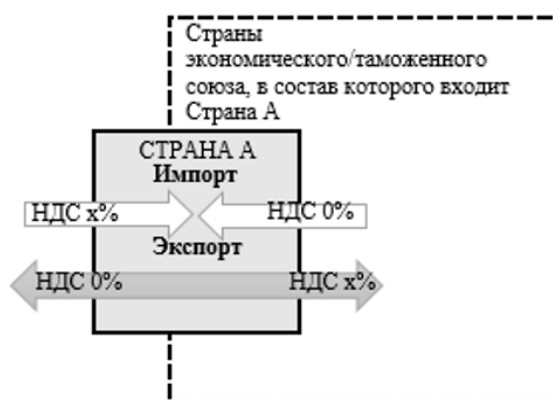 Страны
экономического/таможенного
союза, в состав которого входит
Страна А
СТРАНА А
Импорт
НДС х%
НДС 0%
Экспорт
НДС 0%
НДС х%